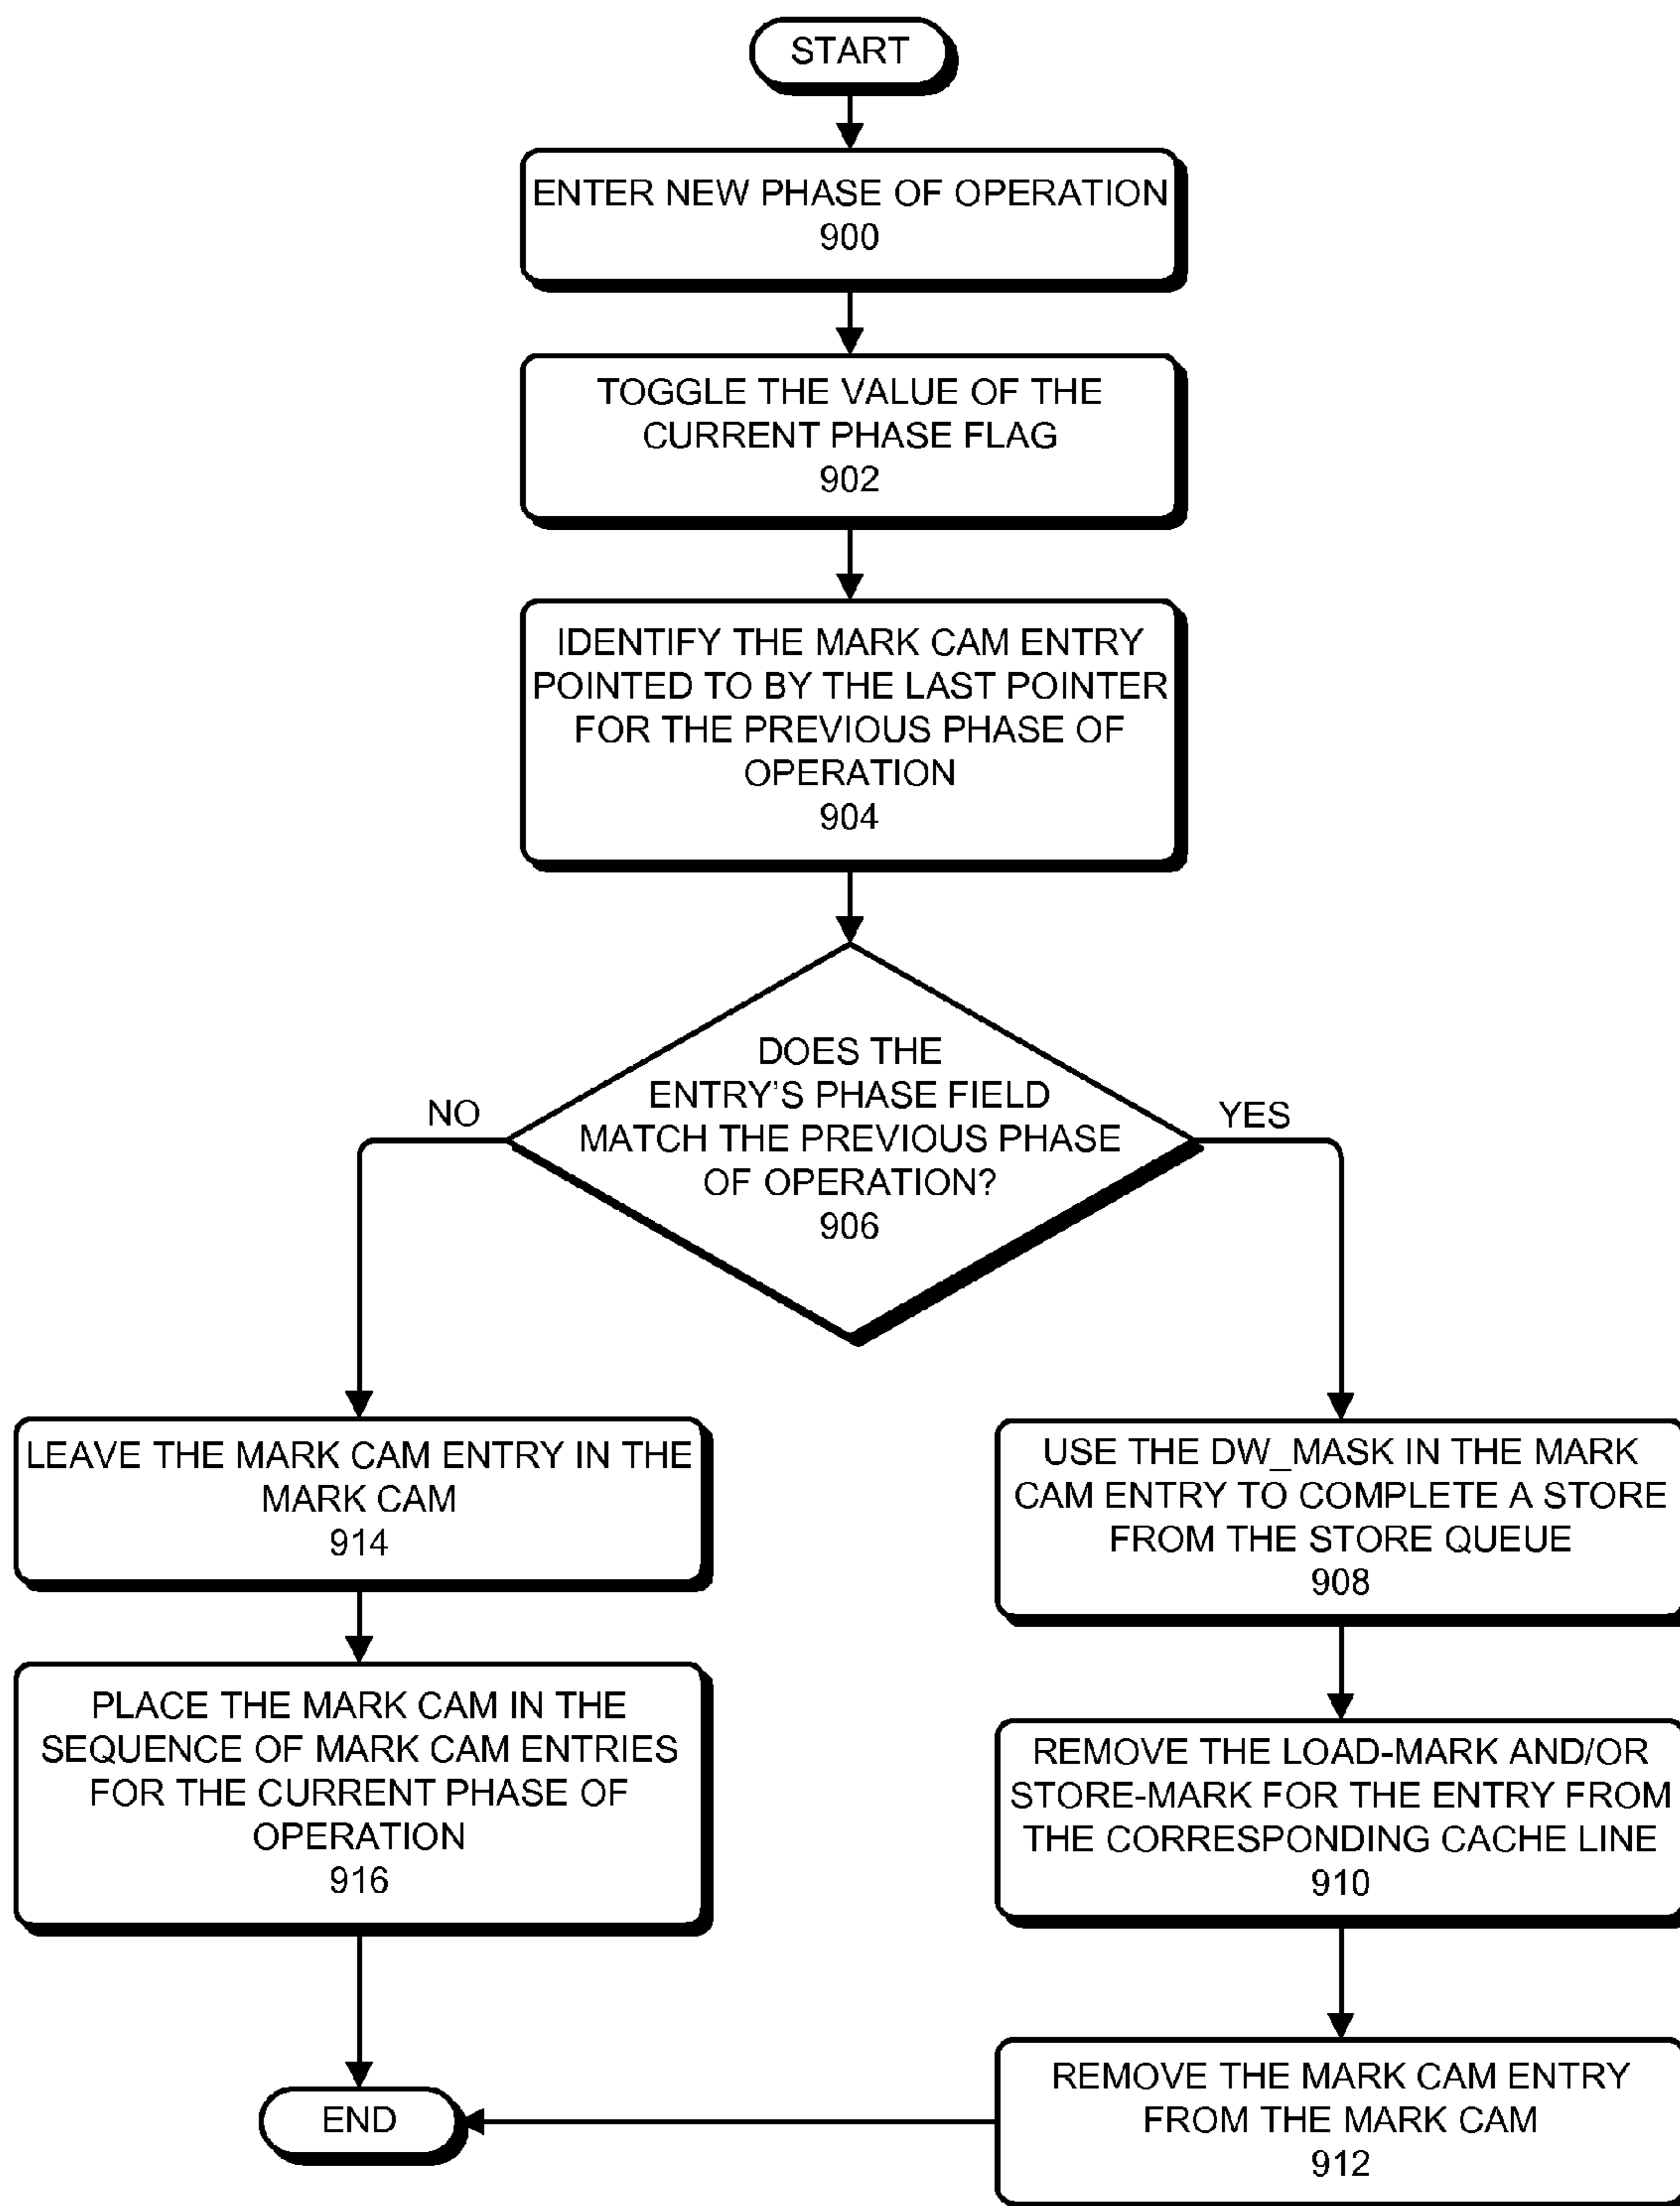 START
ENTER NEW PHASE OF OPERATION
900
TOGGLE THE VALUE OF THE
CURRENT PHASE FLAG
902
IDENTIFY THE MARK CAM ENTRY
POINTED TO BY THE LAST POINTER
FOR THE PREVIOUS PHASE OF
OPERATION
904
DOES THE
ENTRY'S PHASE FIELD
MATCH THE PREVIOUS PHASE
OF OPERATION?
906
NO
YES
LEAVE THE MARK CAM ENTRY IN THE
MARK CAM
914
PLACE THE MARK CAM IN THE
SEQUENCE OF MARK CAM ENTRIES
FOR THE CURRENT PHASE OF
OPERATION
916
USE THE DW_MASK IN THE MARK
CAM ENTRY TO COMPLETE A STORE
FROM THE STORE QUEUE
908
REMOVE THE LOAD-MARK AND/OR
STORE-MARK FOR THE ENTRY FROM
THE CORRESPONDING CACHE LINE
910
REMOVE THE MARK CAM ENTRY
FROM THE MARK CAM
912
END